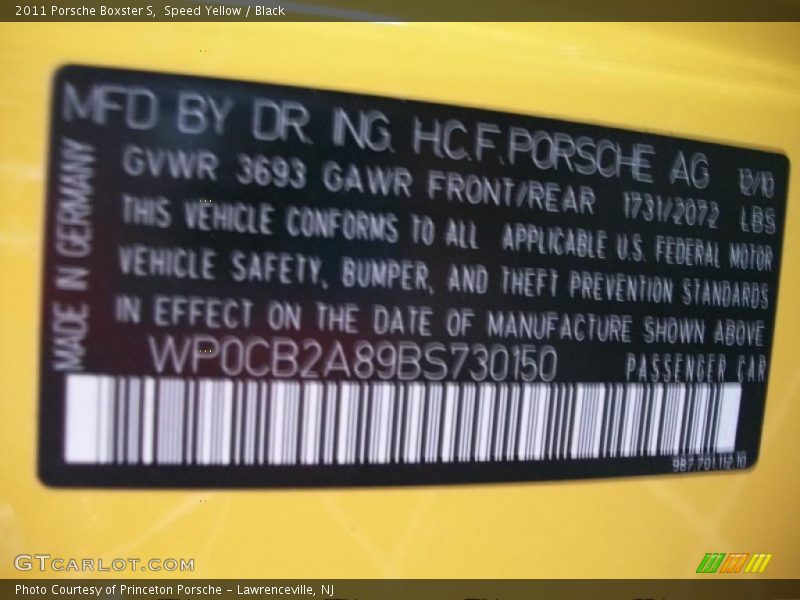 2011 Porsche Boxster S,  Speed Yellow / Black
MFD BY DR. ING. H.C.F. PORSCHE AG 12/10
GVWR 3693 GAWR FRONT/REAR 1731/2072 LBS
THIS VEHICLE CONFORMS TO ALL APPLICABLE U.S. FEDERAL MOTOR
VEHICLE SAFETY, BUMPER, AND THEFT PREVENTION STANDARDS
IN EFFECT ON THE DATE OF MANUFACTURE SHOWN ABOVE
WP0CB2A89BS730150 PASSENGER CAR
MADE IN GERMANY
GTCARLOT.COM
Photo Courtesy of Princeton Porsche - Lawrenceville, NJ